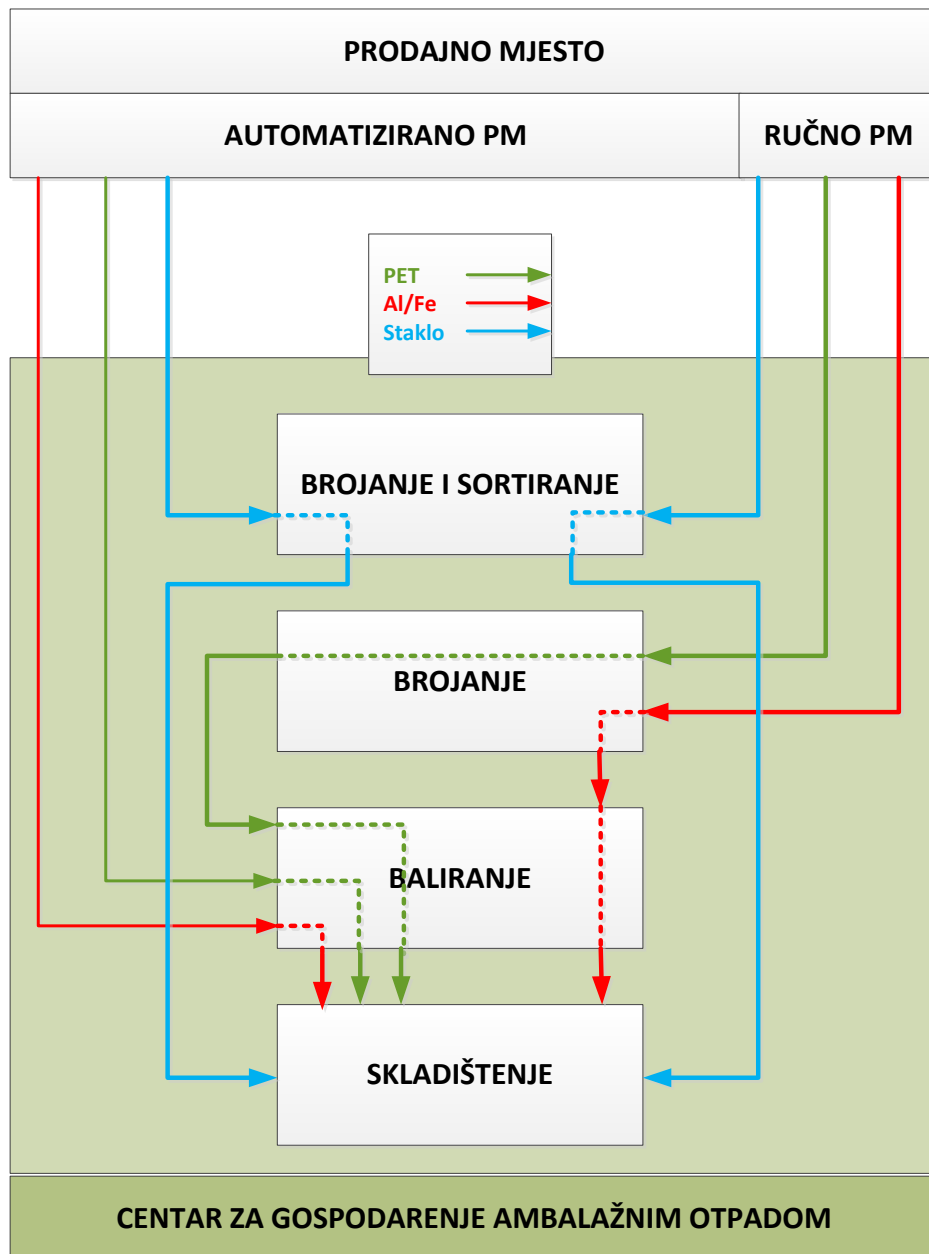 PRODAJNO MJESTO
AUTOMATIZIRANO PM
RUČNO PM
PET
Al/Fe
Staklo
BROJANJE I SORTIRANJE
BROJANJE
BALIRANJE
SKLADIŠTENJE
CENTAR ZA GOSPODARENJE AMBALAŽNIM OTPADOM